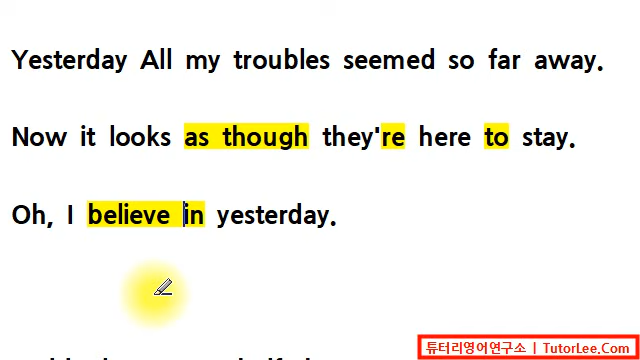 Yesterday All my troubles seemed so far away.
Now it looks as though they're here to stay.
Oh, I believe in yesterday.
튜터리영어연구소 | TutorLee.Com